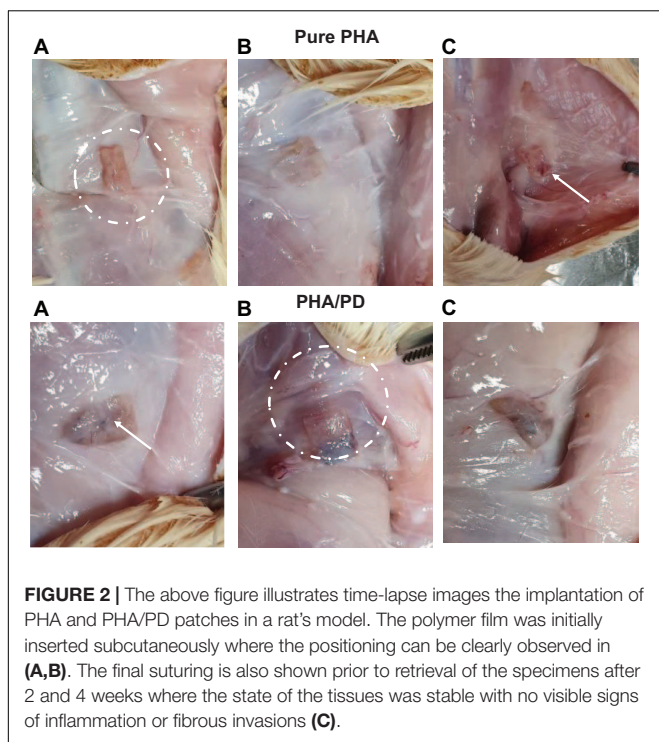 Pure PHA
A B C
PHA/PD
A B C
FIGURE 2 | The above figure illustrates time-lapse images the implantation of
PHA and PHA/PD patches in a rat's model. The polymer film was initially
inserted subcutaneously where the positioning can be clearly observed in
(A,B). The final suturing is also shown prior to retrieval of the specimens after
2 and 4 weeks where the state of the tissues was stable with no visible signs
of inflammation or fibrous invasions (C).